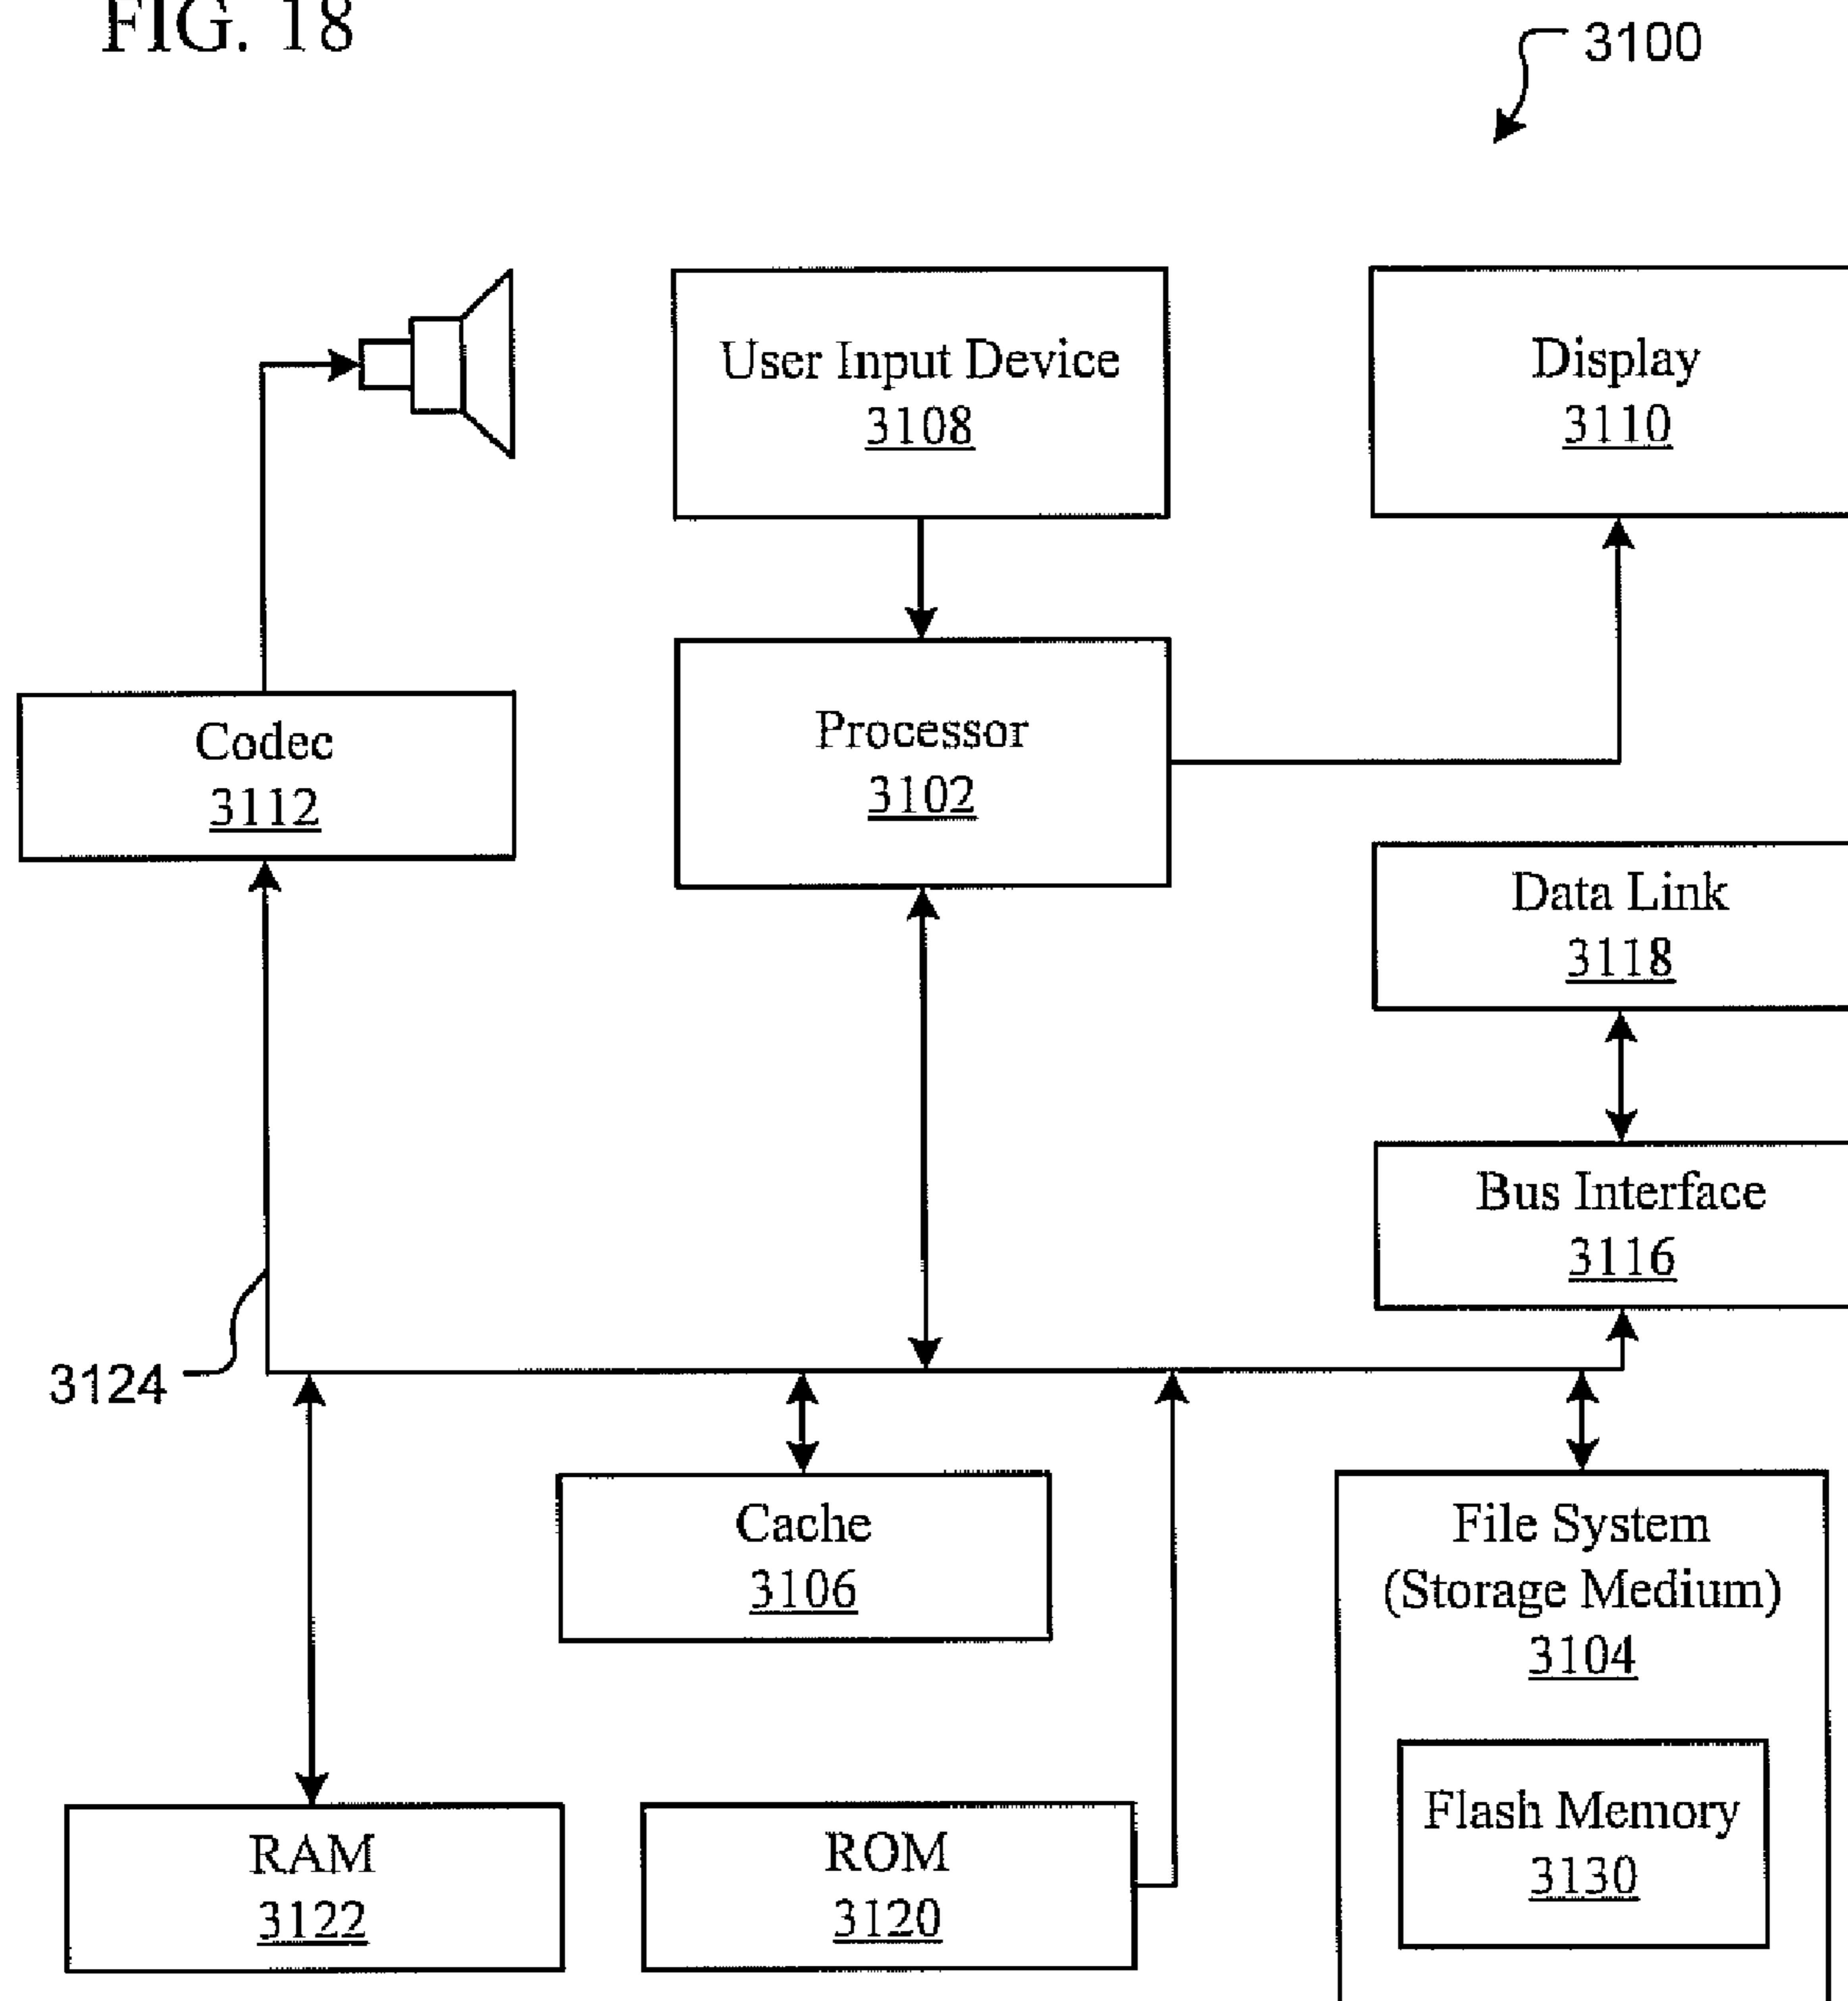 FIG. 18
3100
User Input Device
3108
Display
3110
Codec
3112
Processor
3102
Data Link
3118
Bus Interface
3116
3124
Cache
3106
File System
(Storage Medium)
3104
Flash Memory
3130
RAM
3122
ROM
3120